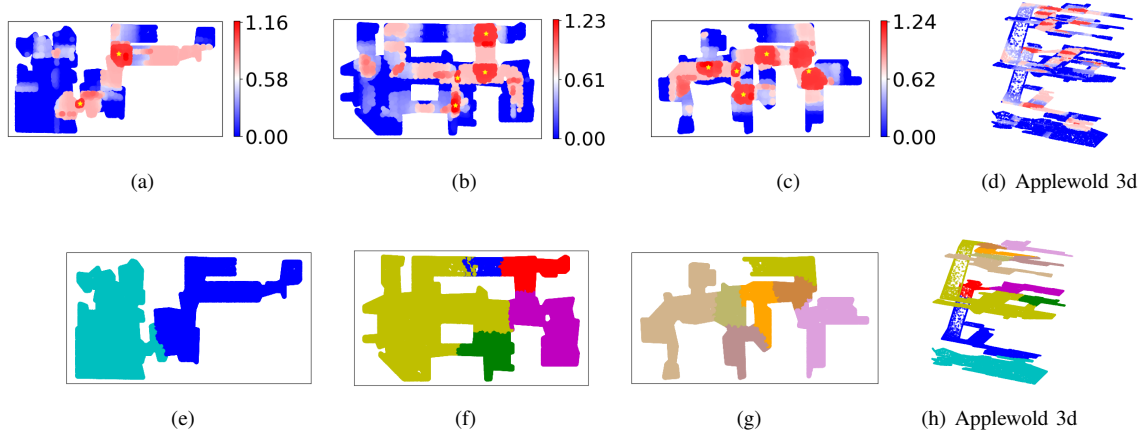 1.16
0.58
0.00
1.23
0.61
0.00
1.24
0.62
0.00
(a)
(b)
(c)
(d) Applewold 3d
(e)
(f)
(g)
(h) Applewold 3d